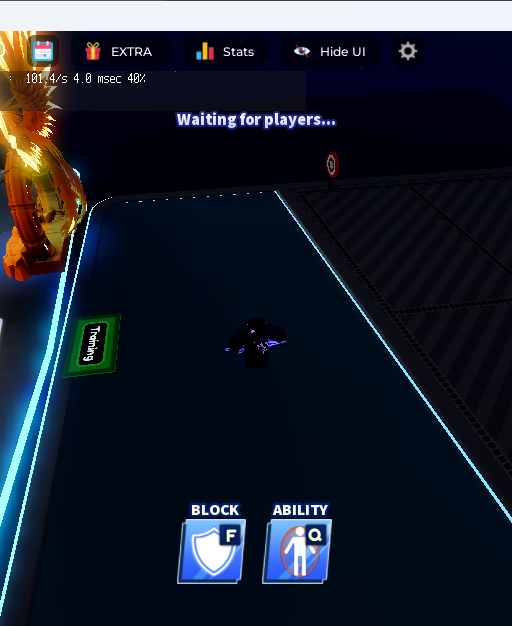 EXTRA
Stats
Hide UI
101.4/s 4.0 msec 40%
Waiting for players...
Training
BLOCK
ABILITY
F
Q